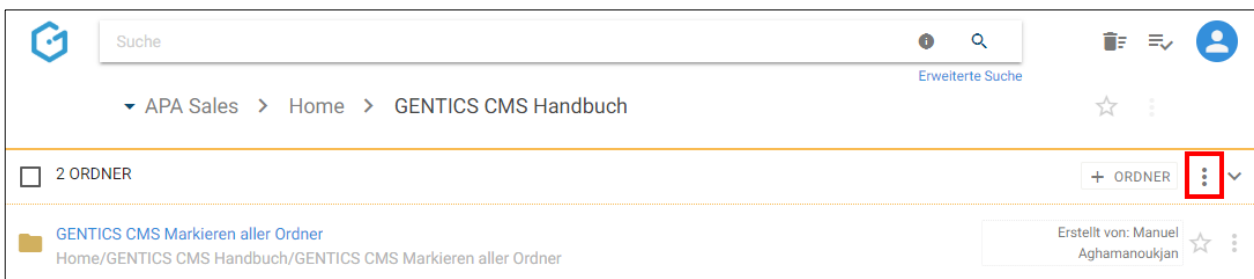 Suche
Erweiterte Suche
APA Sales > Home > GENTICS CMS Handbuch
2 ORDNER
+ ORDNER
GENTICS CMS Markieren aller Ordner
Home/GENTICS CMS Handbuch/GENTICS CMS Markieren aller Ordner
Erstellt von: Manuel
Aghamanoukjan